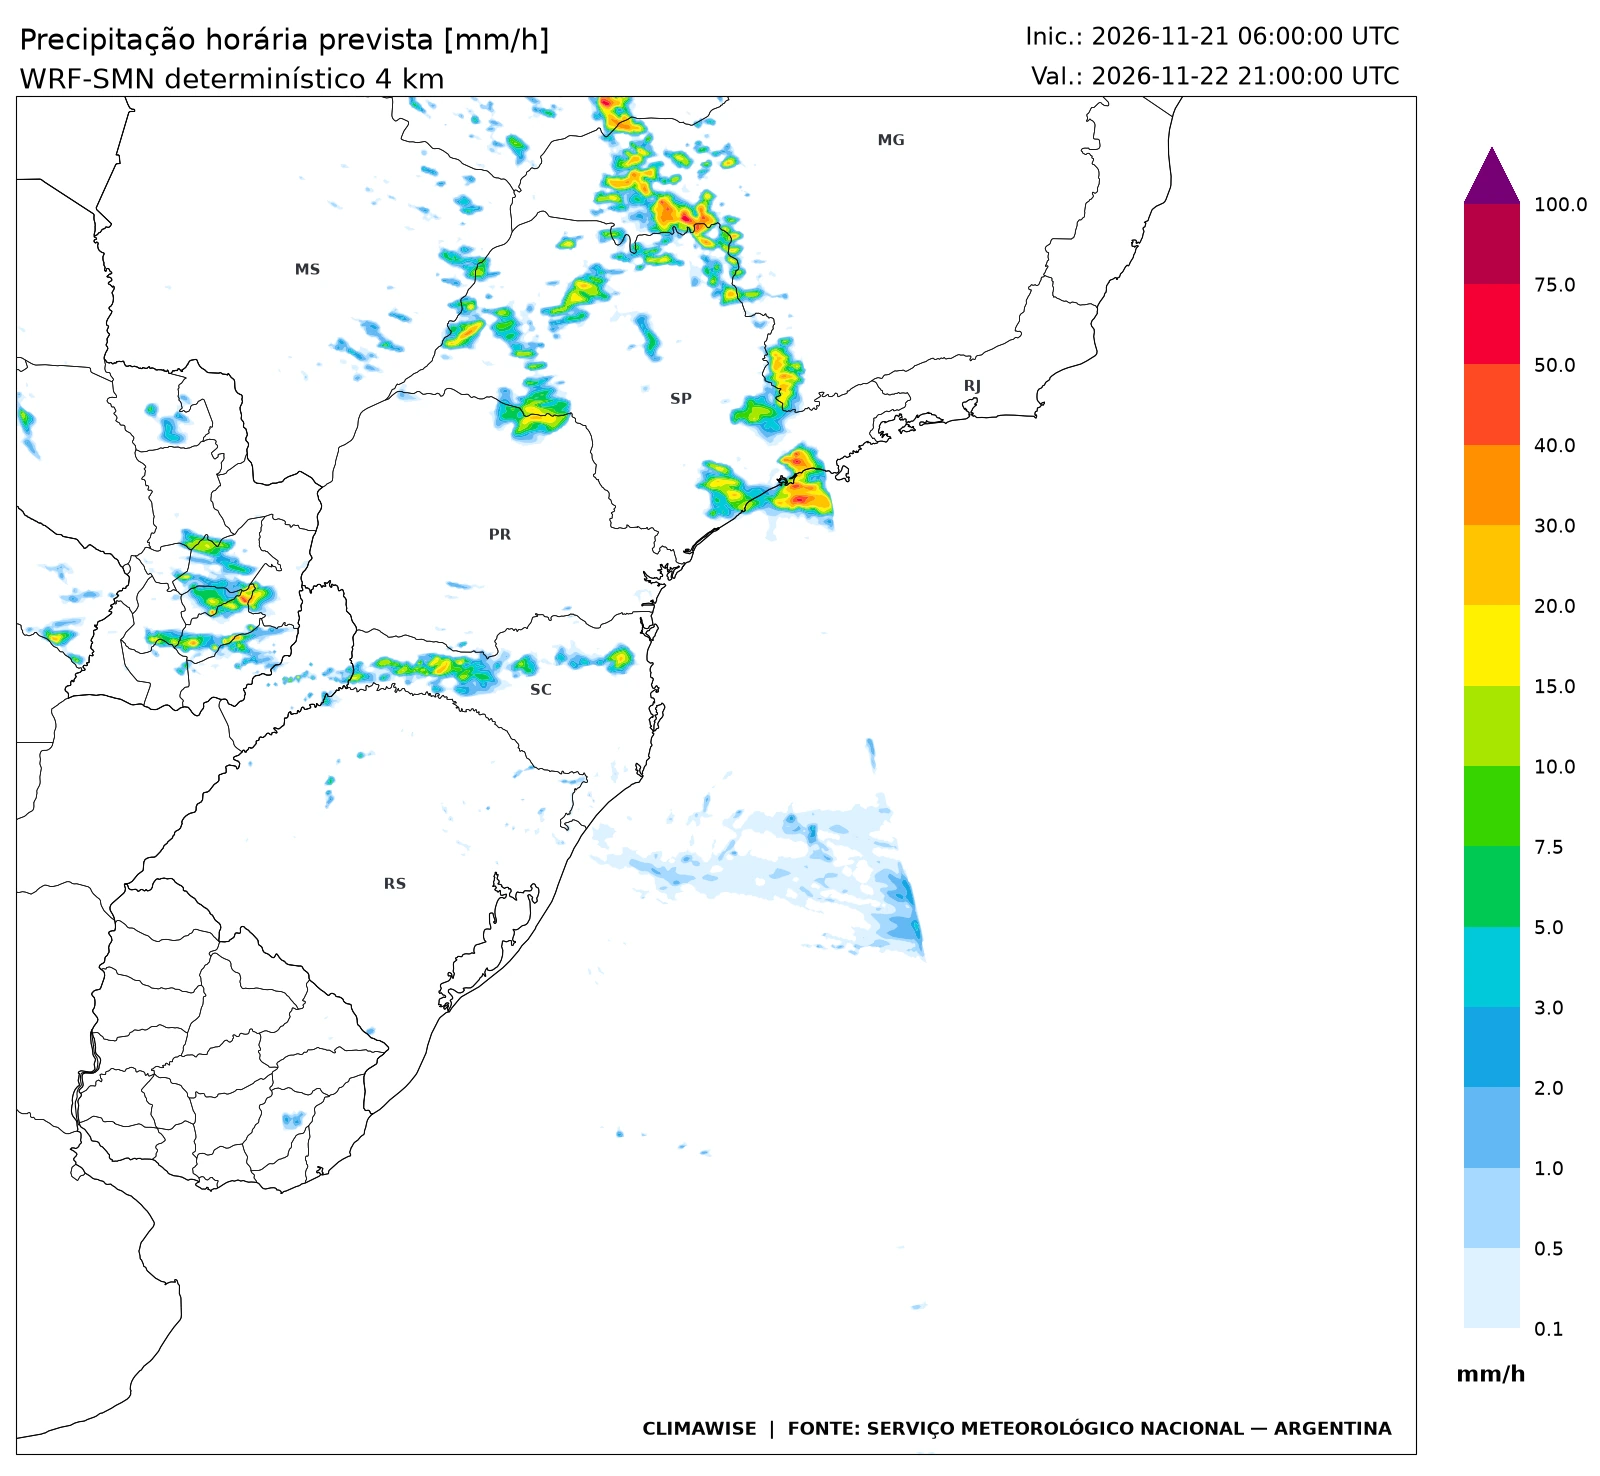 Precipitação horária prevista [mm/h]
WRF-SMN determinístico 4 km
Inic.: 2026-11-21 06:00:00 UTC
Val.: 2026-11-22 21:00:00 UTC
MG
MS
RJ
SP
PR
SC
RS
100.0
75.0
50.0
40.0
30.0
20.0
15.0
10.0
7.5
5.0
3.0
2.0
1.0
0.5
0.1
mm/h
CLIMAWISE | FONTE: SERVIÇO METEOROLÓGICO NACIONAL — ARGENTINA